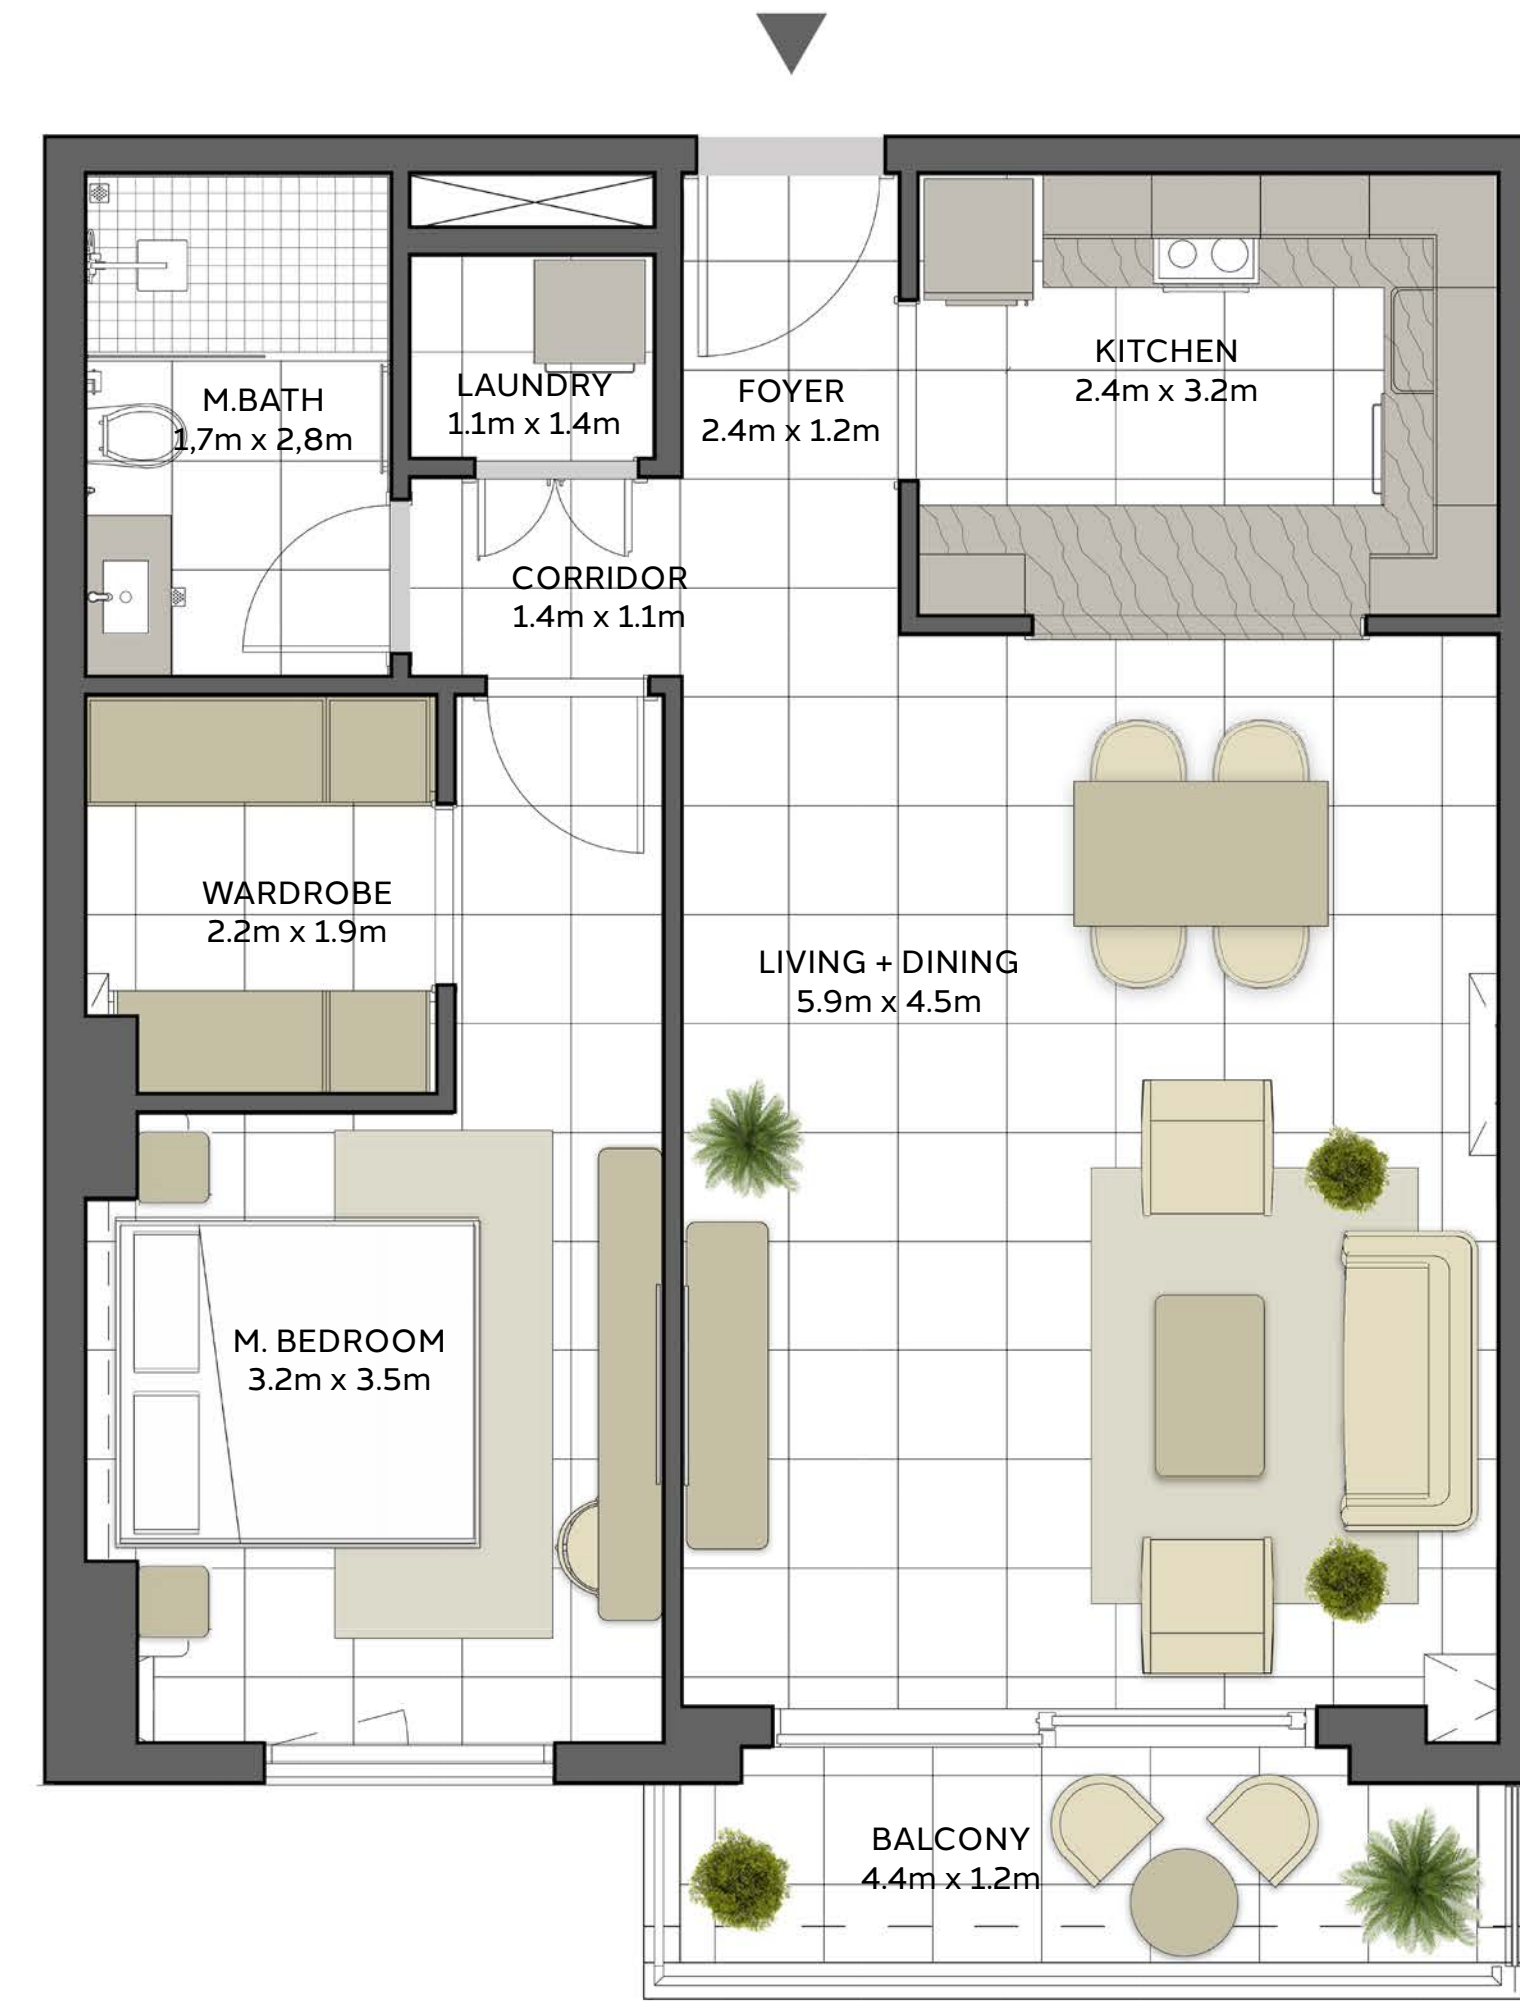 KITCHEN
2.4m x 3.2m
LAUNDRY
1.1m x 1.4m
FOYER
2.4m x 1.2m
M.BATH
1,7m x 2,8m
CORRIDOR
1.4m x 1.1m
WARDROBE
2.2m x 1.9m
LIVING + DINING
5.9m x 4.5m
M. BEDROOM
3.2m x 3.5m
BALCONY
4.4m x 1.2m